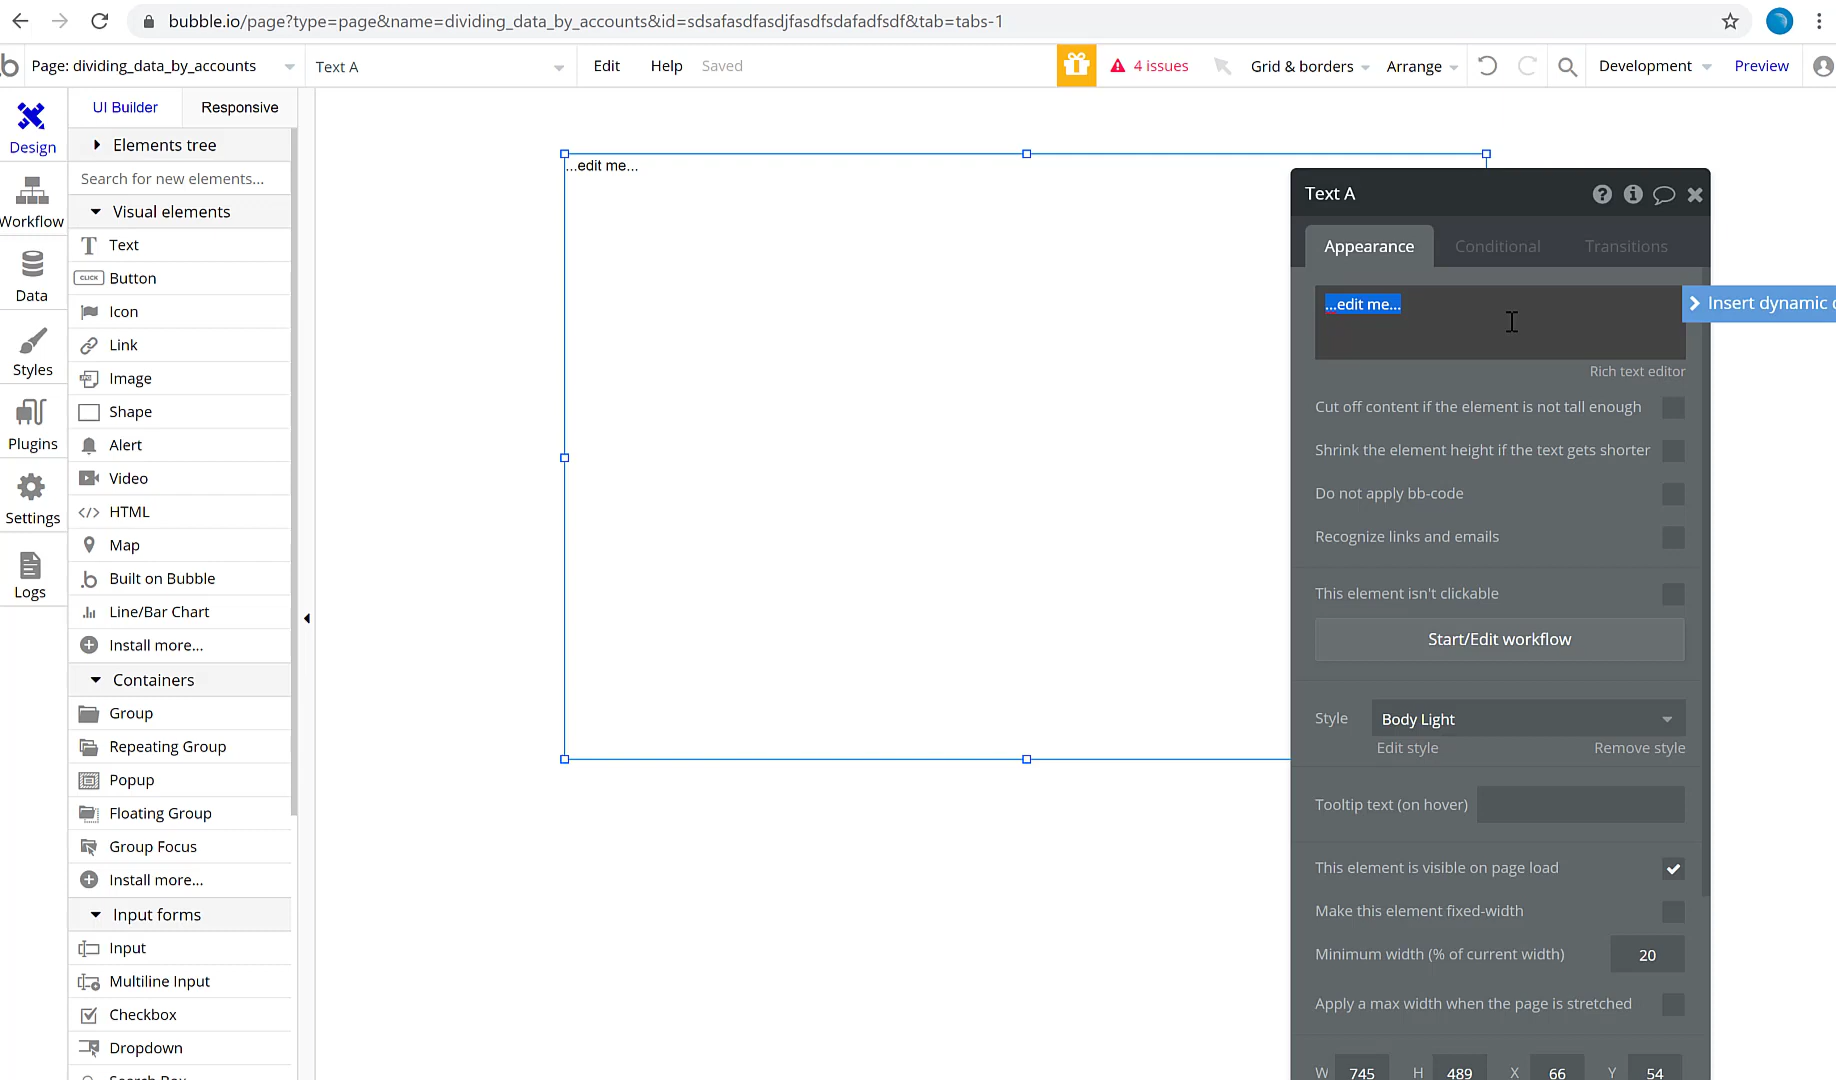 bubble.io/page?type=page&name=dividing_data_by_accounts&id=sdsafasdfasdjfasdfsdafadfsdf&tab=tabs-1
Page: dividing_data_by_accounts
Text A
Edit
Help
Saved
4 issues
Grid & borders
Arrange
Development
Preview
Design
Workflow
Data
Styles
Plugins
Settings
Logs
UI Builder
Responsive
Elements tree
Search for new elements...
Visual elements
Text
CLICK
Button
Icon
Link
Image
Shape
Alert
Video
HTML
Map
Built on Bubble
Line/Bar Chart
Install more...
Containers
Group
Repeating Group
Popup
Floating Group
Group Focus
Install more...
Input forms
Input
Multiline Input
Checkbox
Dropdown
Search Box
...edit me...
Text A
Appearance
Conditional
Transitions
...edit me...
Insert dynamic
Rich text editor
Cut off content if the element is not tall enough
Shrink the element height if the text gets shorter
Do not apply bb-code
Recognize links and emails
This element isn't clickable
Start/Edit workflow
Style
Body Light
Edit style
Remove style
Tooltip text (on hover)
This element is visible on page load
Make this element fixed-width
Minimum width (% of current width)
20
Apply a max width when the page is stretched
W 745 H 489 X 66 Y 54